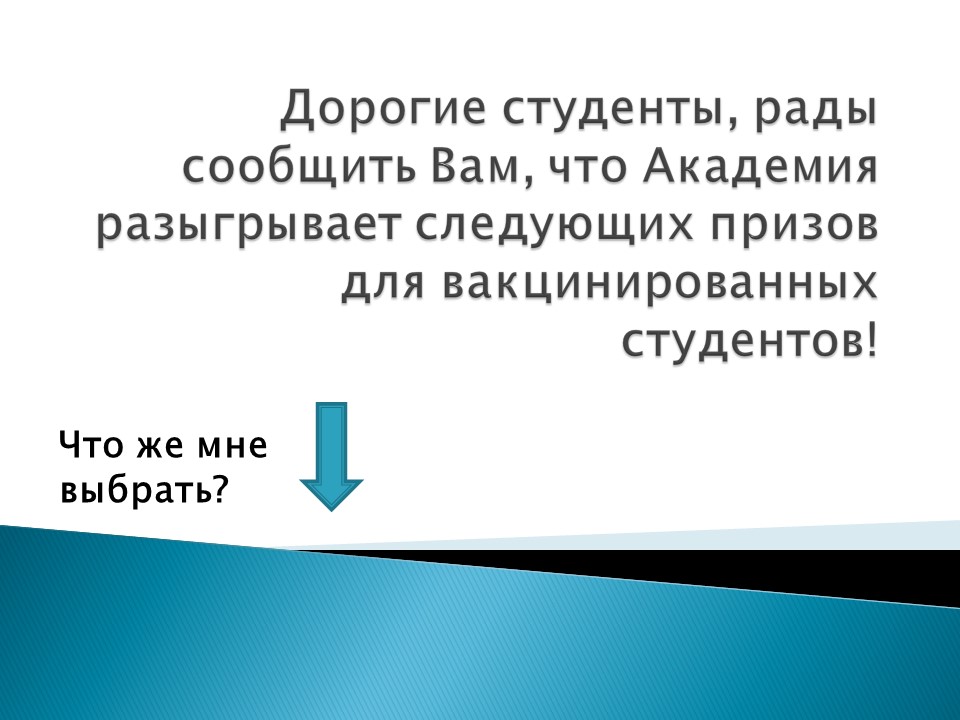 Дорогие студенты, рады
сообщить Вам, что Академия
разыгрывает следующих призов
для вакцинированных
студентов!
Что же мне
выбрать?